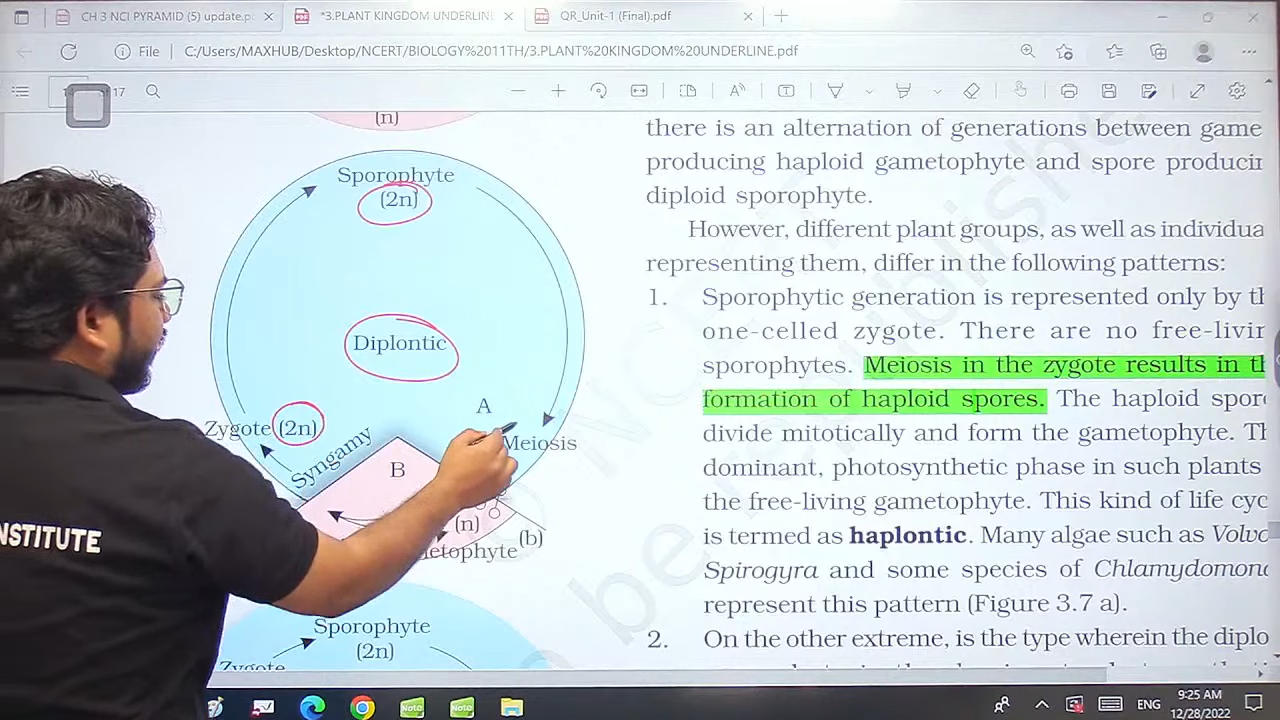 CH 3 NCI PYRAMID (5) update.p
*3.PLANT KINGDOM UNDERLINE
QR_Unit-1 (Final).pdf
File
C:/Users/MAXHUB/Desktop/NCERT/BIOLOGY%2011TH/3.PLANT%20KINGDOM%20UNDERLINE.pdf
17
(n)
Sporophyte
(2n)
Diplontic
A
Zygote (2n)
Syngamy
Meiosis
B
(n)
etophyte
(b)
Sporophyte
(2n)
Zygote
NSTITUTE
there is an alternation of generations between game
producing haploid gametophyte and spore producin
diploid sporophyte.
However, different plant groups, as well as individua
representing them, differ in the following patterns:
1. Sporophytic generation is represented only by th
one-celled zygote. There are no free-livin
sporophytes. Meiosis in the zygote results in th
formation of haploid spores. The haploid spore
divide mitotically and form the gametophyte. Th
dominant, photosynthetic phase in such plants
the free-living gametophyte. This kind of life cyc
is termed as haplontic. Many algae such as Volvo
Spirogyra and some species of Chlamydomona
represent this pattern (Figure 3.7 a).
2. On the other extreme, is the type wherein the diplo
Note
Note
ENG
9:25 AM
12/28/2022